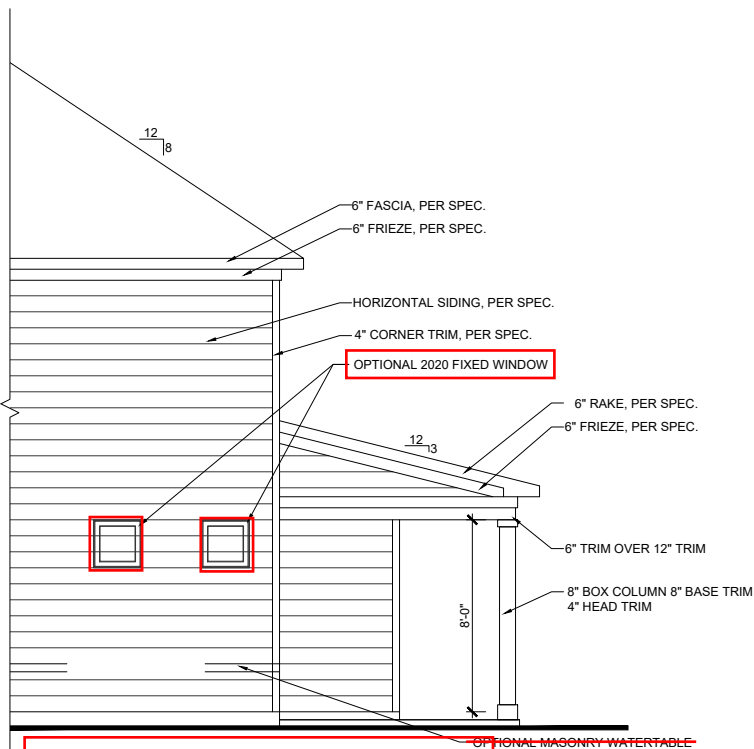 12
8
6" FASCIA, PER SPEC.
6" FRIEZE, PER SPEC.
HORIZONTAL SIDING, PER SPEC.
4" CORNER TRIM, PER SPEC.
OPTIONAL 2020 FIXED WINDOW
6" RAKE, PER SPEC.
12
3
6" FRIEZE, PER SPEC.
6" TRIM OVER 12" TRIM
8" BOX COLUMN 8" BASE TRIM
4" HEAD TRIM
8'-0"
OPTIONAL MASONRY WATERTABLE